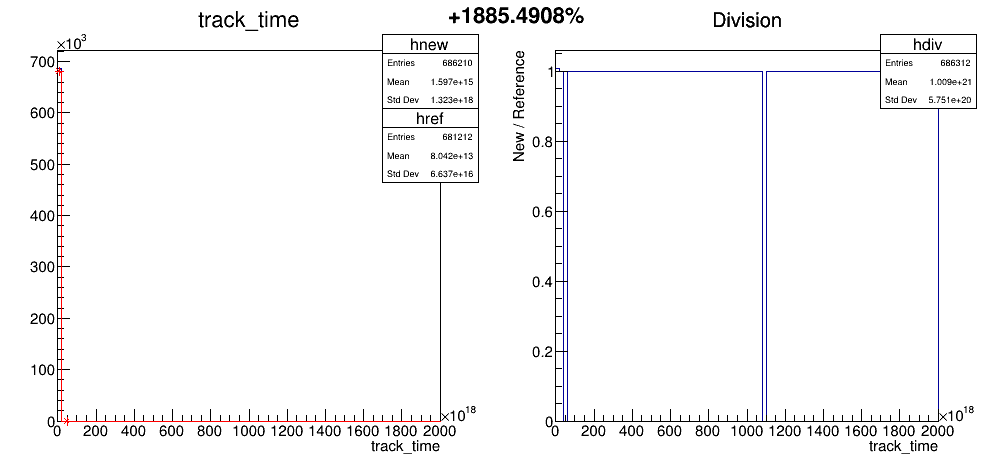 +1885.4908%
track_time
×10³
hnew
Entries 686210
Mean 1.597e+15
Std Dev 1.323e+18
href
Entries 681212
Mean 8.042e+13
Std Dev 6.637e+16
700
600
500
400
300
200
100
0
0 200 400 600 800 1000 1200 1400 1600 1800 2000
×10¹⁸
track_time
Division
hdiv
Entries 686312
Mean 1.009e+21
Std Dev 5.751e+20
New / Reference
1
0.8
0.6
0.4
0.2
0
0 200 400 600 800 1000 1200 1400 1600 1800 2000
×10¹⁸
track_time